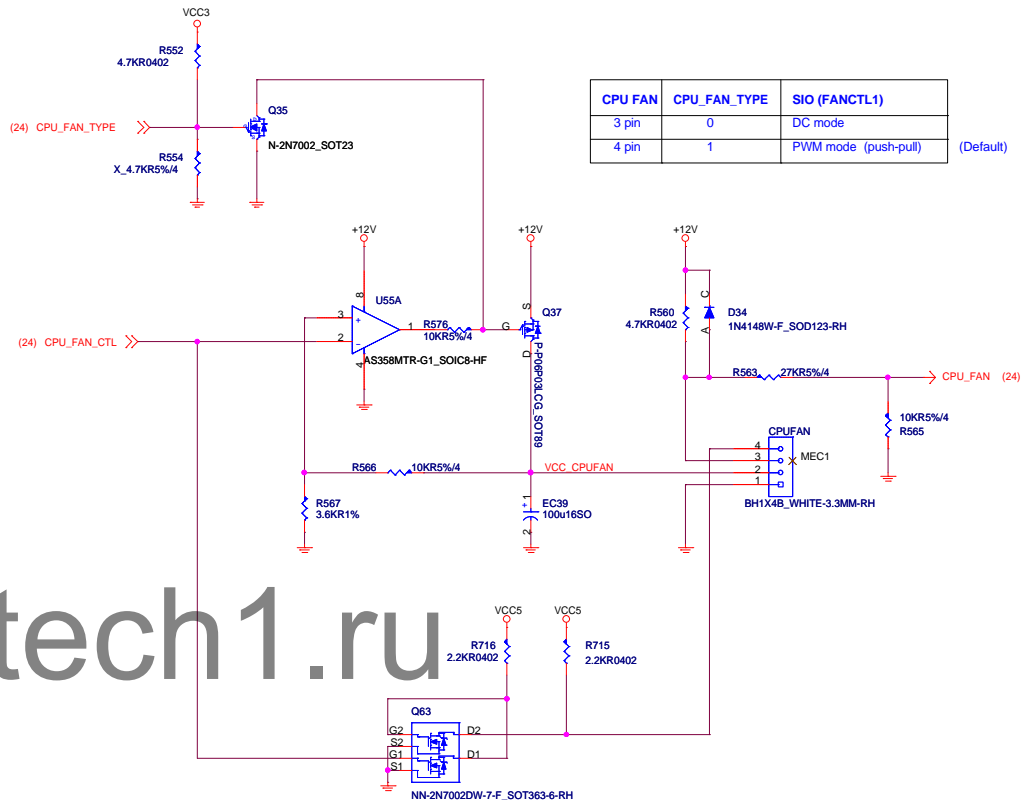 VCC3
R552
4.7KR0402
Q35
(24) CPU_FAN_TYPE
N-2N7002_SOT23
R554
X_4.7KR5%/4
CPU FAN CPU_FAN_TYPE SIO (FANCTL1)
3 pin 0 DC mode
4 pin 1 PWM mode (push-pull) (Default)
+12V
+12V
+12V
8
U55A
3
+
1
2
-
4
R576
10KR5%/4
AS358MTR-G1_SOIC8-HF
(24) CPU_FAN_CTL
S
G
D
Q37
P-P06P03LCG_SOT89
R560
4.7KR0402
C
A
D34
1N4148W-F_SOD123-RH
R563
27KR5%/4
CPU_FAN (24)
10KR5%/4
R565
CPUFAN
4
3
2
1
MEC1
BH1X4B_WHITE-3.3MM-RH
R566
10KR5%/4
VCC_CPUFAN
R567
3.6KR1%
+
1
2
EC39
100u16SO
tech1.ru
VCC5
VCC5
R716
2.2KR0402
R715
2.2KR0402
Q63
G2
S2
G1
S1
D2
D1
NN-2N7002DW-7-F_SOT363-6-RH